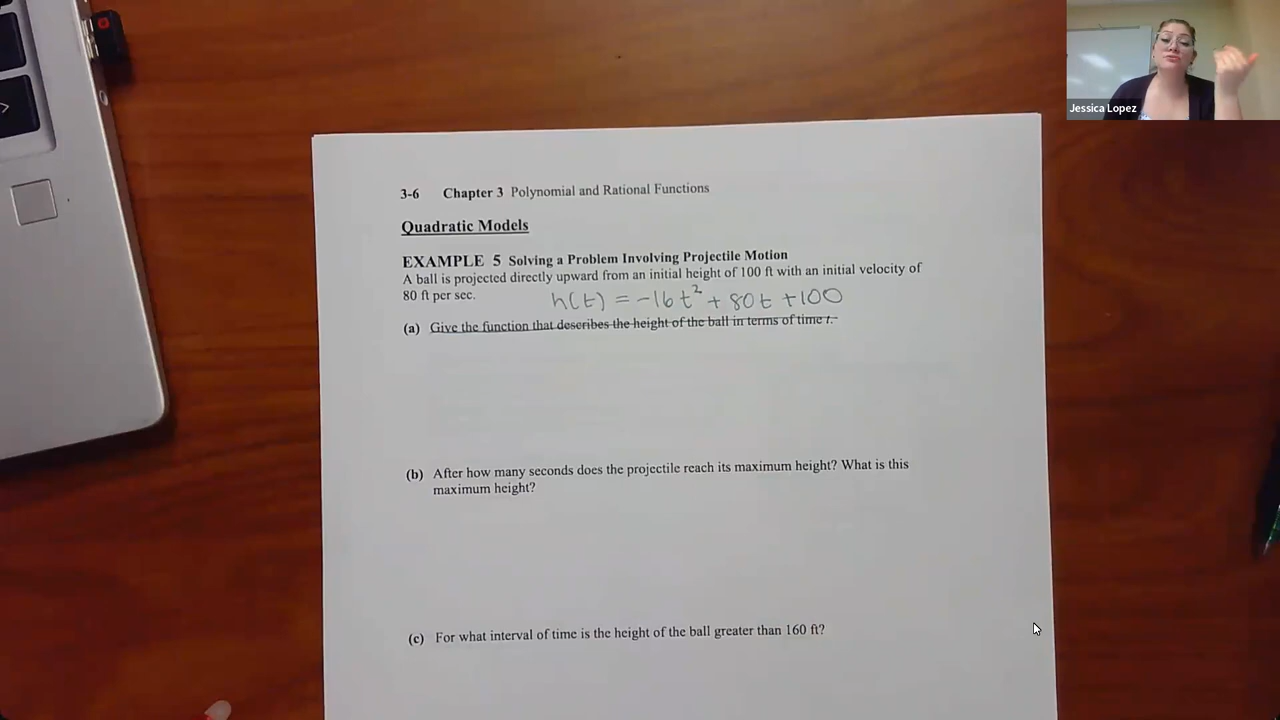 Jessica Lopez
3-6 Chapter 3 Polynomial and Rational Functions
Quadratic Models
EXAMPLE 5 Solving a Problem Involving Projectile Motion
A ball is projected directly upward from an initial height of 100 ft with an initial velocity of
80 ft per sec. h(t) = -16t² + 80t + 100
(a) Give the function that describes the height of the ball in terms of time t.
(b) After how many seconds does the projectile reach its maximum height? What is this
maximum height?
(c) For what interval of time is the height of the ball greater than 160 ft?